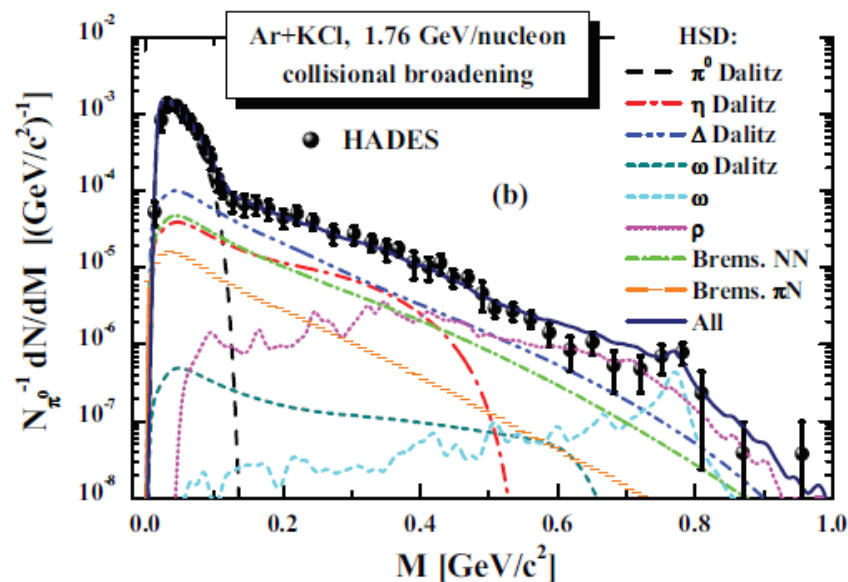 Ar+KCl, 1.76 GeV/nucleon
collisional broadening
HADES
(b)
HSD:
π⁰ Dalitz
η Dalitz
Δ Dalitz
ω Dalitz
ω
ρ
Brems. NN
Brems. πN
All
N_π⁰⁻¹ dN/dM [(GeV/c²)⁻¹]
10⁻²
10⁻³
10⁻⁴
10⁻⁵
10⁻⁶
10⁻⁷
10⁻⁸
0.0 0.2 0.4 0.6 0.8 1.0
M [GeV/c²]